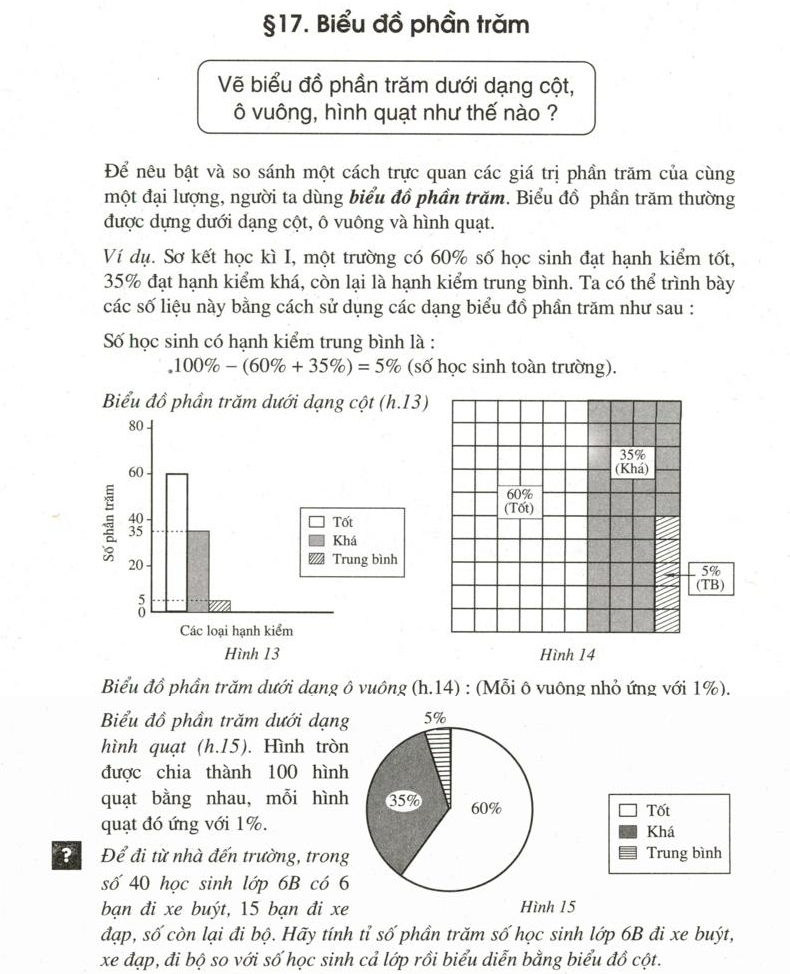 §17. Biểu đồ phần trăm
Vẽ biểu đồ phần trăm dưới dạng cột,
ô vuông, hình quạt như thế nào ?
Để nêu bật và so sánh một cách trực quan các giá trị phần trăm của cùng
một đại lượng, người ta dùng biểu đồ phần trăm. Biểu đồ phần trăm thường
được dựng dưới dạng cột, ô vuông và hình quạt.
Ví dụ. Sơ kết học kì I, một trường có 60% số học sinh đạt hạnh kiểm tốt,
35% đạt hạnh kiểm khá, còn lại là hạnh kiểm trung bình. Ta có thể trình bày
các số liệu này bằng cách sử dụng các dạng biểu đồ phần trăm như sau :
Số học sinh có hạnh kiểm trung bình là :
100% − (60% + 35%) = 5% (số học sinh toàn trường).
Biểu đồ phần trăm dưới dạng cột (h.13)
80
60
40
35
20
5
0
Số phần trăm
Các loại hạnh kiểm
Tốt
Khá
Trung bình
Hình 13
35%
(Khá)
60%
(Tốt)
5%
(TB)
Hình 14
Biểu đồ phần trăm dưới dạng ô vuông (h.14) : (Mỗi ô vuông nhỏ ứng với 1%).
Biểu đồ phần trăm dưới dạng
hình quạt (h.15). Hình tròn
được chia thành 100 hình
quạt bằng nhau, mỗi hình
quạt đó ứng với 1%.
5%
35%
60%
Tốt
Khá
Trung bình
Hình 15
? Để đi từ nhà đến trường, trong
số 40 học sinh lớp 6B có 6
bạn đi xe buýt, 15 bạn đi xe
đạp, số còn lại đi bộ. Hãy tính tỉ số phần trăm số học sinh lớp 6B đi xe buýt,
xe đạp, đi bộ so với số học sinh cả lớp rồi biểu diễn bằng biểu đồ cột.